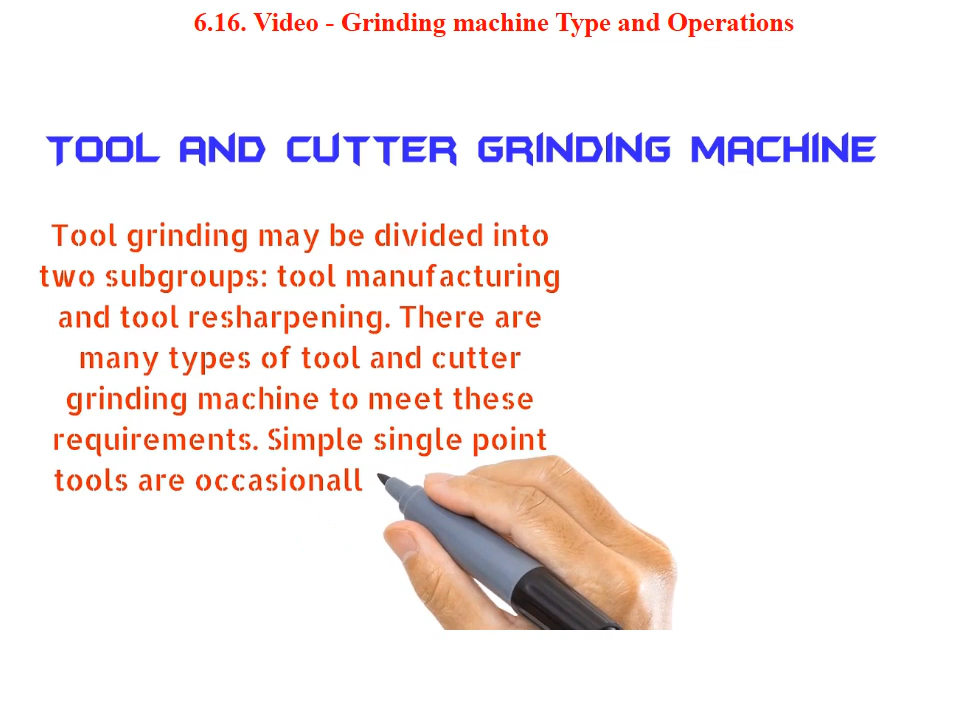 6.16. Video - Grinding machine Type and Operations
TOOL AND CUTTER GRINDING MACHINE
Tool grinding may be divided into
two subgroups: tool manufacturing
and tool resharpening. There are
many types of tool and cutter
grinding machine to meet these
requirements. Simple single point
tools are occasionall